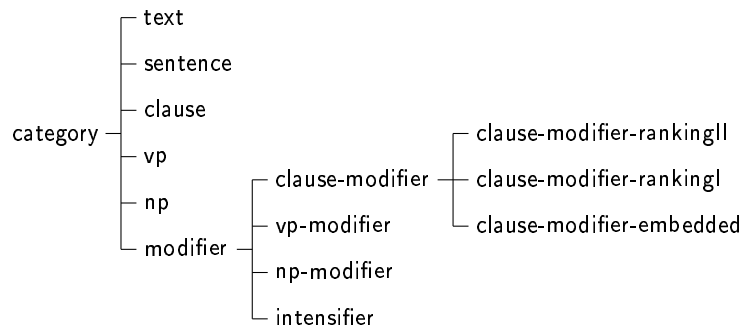 text
sentence
clause
category
clause-modifier-rankingII
vp
clause-modifier
clause-modifier-rankingI
np
vp-modifier
clause-modifier-embedded
modifier
np-modifier
intensifier